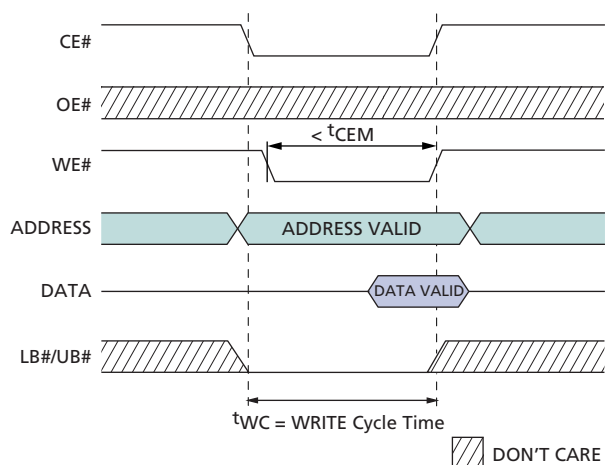 CE#
OE#
< tCEM
WE#
ADDRESS ADDRESS VALID
DATA DATA VALID
LB#/UB#
tWC = WRITE Cycle Time
DON'T CARE